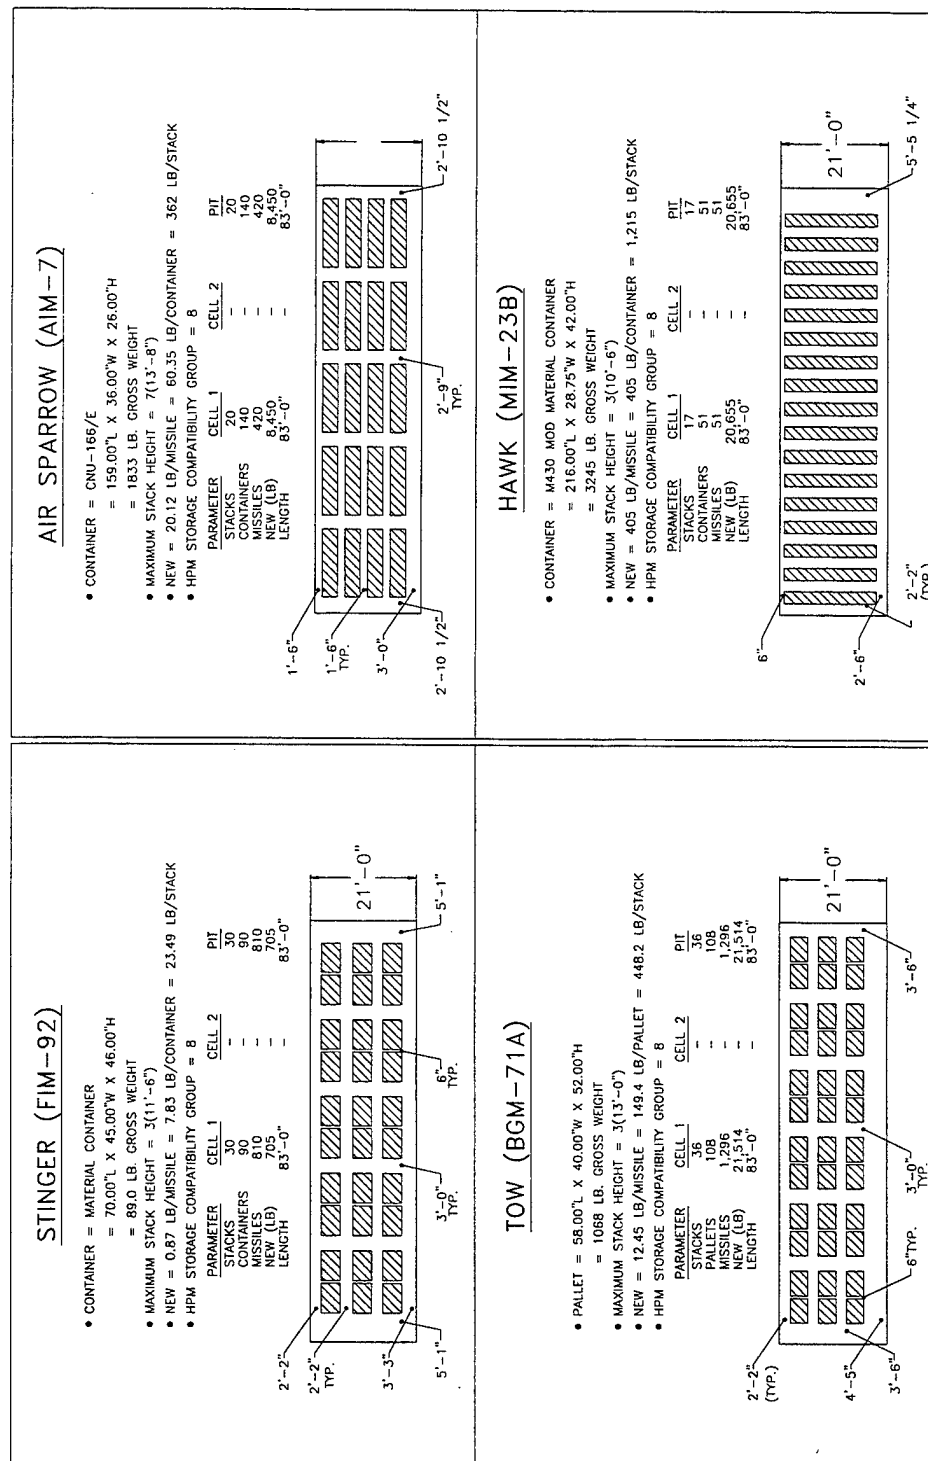 STINGER (FIM-92)
• CONTAINER = MATERIAL CONTAINER
= 70.00"L X 45.00"W X 46.00"H
= 89.0 LB. GROSS WEIGHT
• MAXIMUM STACK HEIGHT = 3(11'-6")
• NEW = 0.87 LB/MISSILE = 7.83 LB/CONTAINER = 23.49 LB/STACK
• HPM STORAGE COMPATIBILITY GROUP = 8
PARAMETER CELL 1 CELL 2 PIT
STACKS 30 - 30
CONTAINERS 90 - 90
MISSILES 810 - 810
NEW (LB) 705 - 705
LENGTH 83'-0" - 83'-0"
21'-0"
2'-2"
2'-2"
TYP.
3'-3"
5'-1"
3'-0"
TYP.
6"
TYP.
5'-1"
AIR SPARROW (AIM-7)
• CONTAINER = CNU-166/E
= 159.00"L X 36.00"W X 26.00"H
= 1833 LB. GROSS WEIGHT
• MAXIMUM STACK HEIGHT = 7(13'-8")
• NEW = 20.12 LB/MISSILE = 60.35 LB/CONTAINER = 362 LB/STACK
• HPM STORAGE COMPATIBILITY GROUP = 8
PARAMETER CELL 1 CELL 2 PIT
STACKS 20 - 20
CONTAINERS 140 - 140
MISSILES 420 - 420
NEW (LB) 8,450 - 8,450
LENGTH 83'-0" - 83'-0"
1'-6"
1'-6"
TYP.
3'-0"
2'-10 1/2"
2'-9"
TYP.
2'-10 1/2"
TOW (BGM-71A)
• PALLET = 58.00"L X 40.00"W X 52.00"H
= 1068 LB. GROSS WEIGHT
• MAXIMUM STACK HEIGHT = 3(13'-0")
• NEW = 12.45 LB/MISSILE = 149.4 LB/PALLET = 448.2 LB/STACK
• HPM STORAGE COMPATIBILITY GROUP = 8
PARAMETER CELL 1 CELL 2 PIT
STACKS 36 - 36
PALLETS 108 - 108
MISSILES 1,296 - 1,296
NEW (LB) 21,514 - 21,514
LENGTH 83'-0" - 83'-0"
21'-0"
2'-2"
(TYP.)
4'-5"
3'-6"
6"TYP.
3'-0"
TYP.
3'-6"
HAWK (MIM-23B)
• CONTAINER = M430 MOD MATERIAL CONTAINER
= 216.00"L X 28.75"W X 42.00"H
= 3245 LB. GROSS WEIGHT
• MAXIMUM STACK HEIGHT = 3(10'-6")
• NEW = 405 LB/MISSILE = 405 LB/CONTAINER = 1,215 LB/STACK
• HPM STORAGE COMPATIBILITY GROUP = 8
PARAMETER CELL 1 CELL 2 PIT
STACKS 17 - 17
CONTAINERS 51 - 51
MISSILES 51 - 51
NEW (LB) 20,655 - 20,655
LENGTH 83'-0" - 83'-0"
21'-0"
6"
2'-6"
2'-2"
(TYP.)
5'-5 1/4"